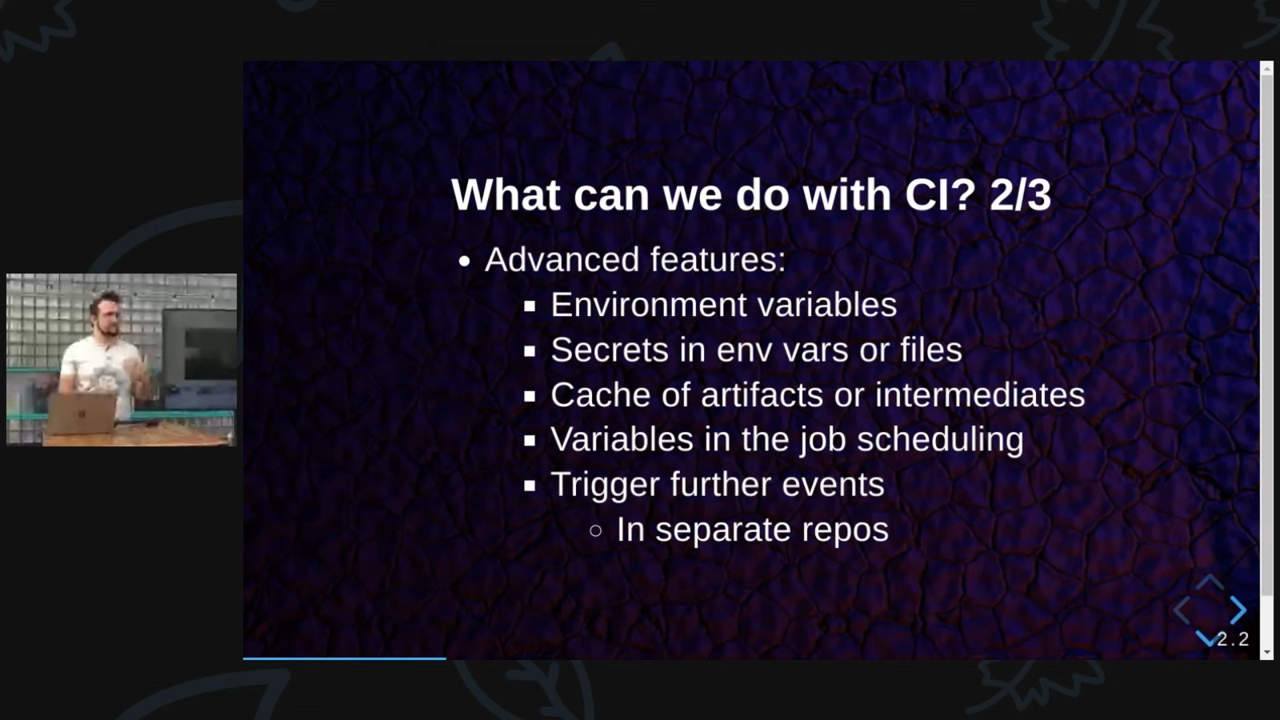 What can we do with CI? 2/3
Advanced features:
Environment variables
Secrets in env vars or files
Cache of artifacts or intermediates
Variables in the job scheduling
Trigger further events
In separate repos
2.2